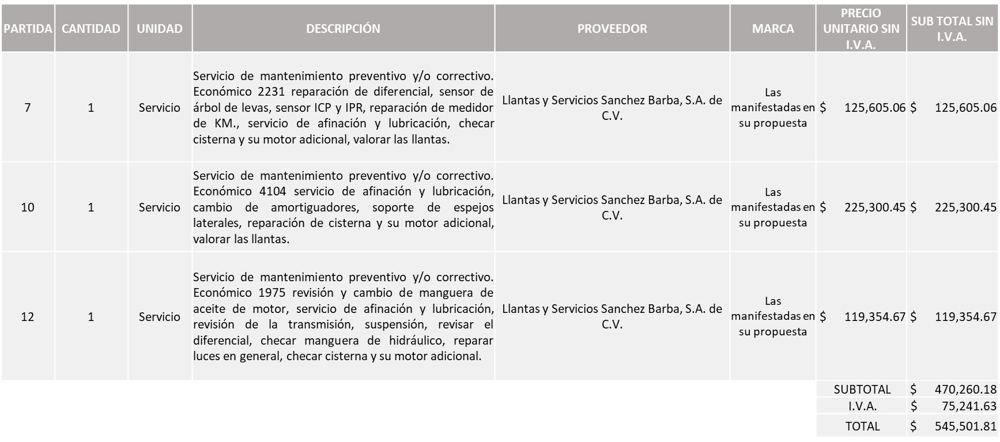 PARTIDA CANTIDAD UNIDAD DESCRIPCIÓN PROVEEDOR MARCA PRECIO UNITARIO SIN I.V.A. SUB TOTAL SIN I.V.A.
7 1 Servicio
Servicio de mantenimiento preventivo y/o correctivo.
Económico 2231 reparación de diferencial, sensor de
árbol de levas, sensor ICP y IPR, reparación de medidor
de KM., servicio de afinación y lubricación, checar
cisterna y su motor adicional, valorar las llantas.
Llantas y Servicios Sanchez Barba, S.A. de
C.V.
Las
manifestadas en
su propuesta
$ 125,605.06 $ 125,605.06
10 1 Servicio
Servicio de mantenimiento preventivo y/o correctivo.
Económico 4104 servicio de afinación y lubricación,
cambio de amortiguadores, soporte de espejos
laterales, reparación de cisterna y su motor adicional,
valorar las llantas.
Llantas y Servicios Sanchez Barba, S.A. de
C.V.
Las
manifestadas en
su propuesta
$ 225,300.45 $ 225,300.45
12 1 Servicio
Servicio de mantenimiento preventivo y/o correctivo.
Económico 1975 revisión y cambio de manguera de
aceite de motor, servicio de afinación y lubricación,
revisión de la transmisión, suspensión, revisar el
diferencial, checar manguera de hidráulico, reparar
luces en general, checar cisterna y su motor adicional.
Llantas y Servicios Sanchez Barba, S.A. de
C.V.
Las
manifestadas en
su propuesta
$ 119,354.67 $ 119,354.67
SUBTOTAL $ 470,260.18
I.V.A. $ 75,241.63
TOTAL $ 545,501.81